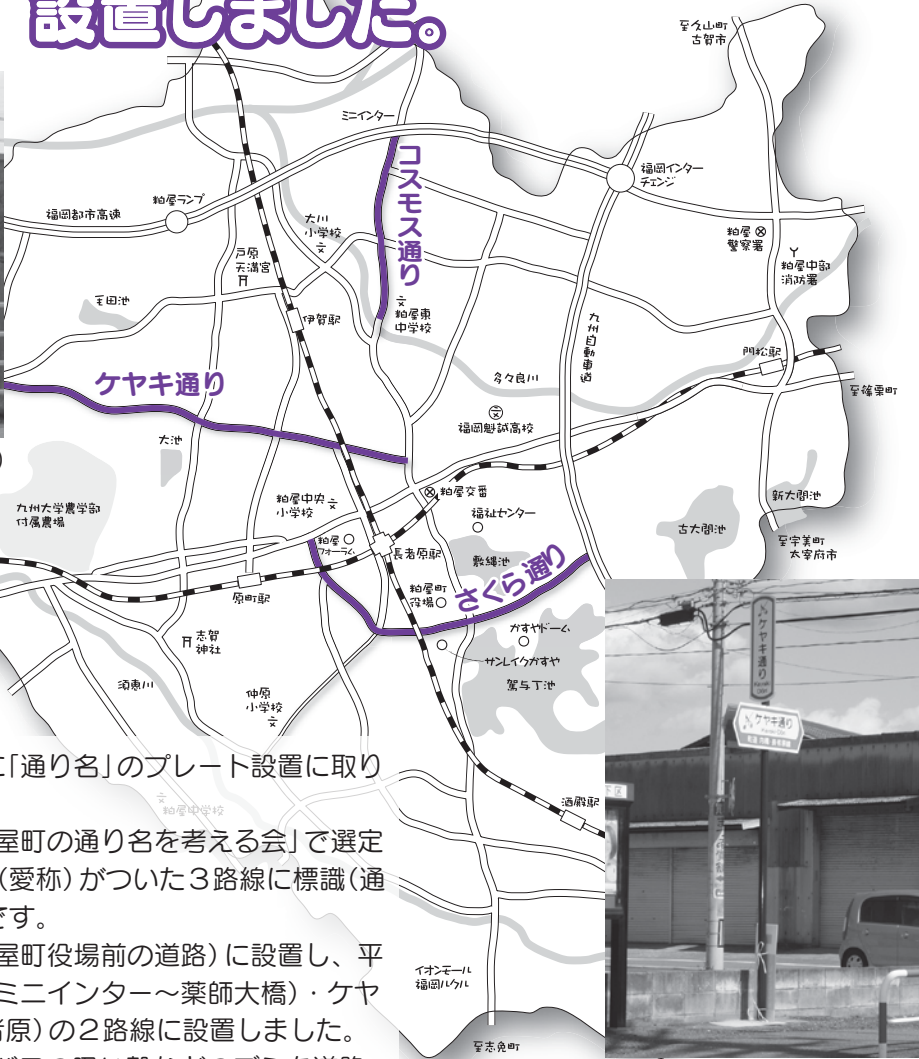 設置しました。
至久山町
古賀市
ミニインター
コスモス通り
福岡インター
チェンジ
粕屋ランプ
福岡都市高速
大川
小学校
粕屋
警察署
戸原
天満宮
粕屋中部
消防署
伊賀駅
粕屋東
中学校
九州自動車道
門松駅
ケヤキ通り
多々良川
至篠栗町
福岡魁誠高校
大池
九州大学農学部
付属農場
粕屋中央
小学校
粕屋交番
福祉センター
新大間池
古大間池
粕屋
フォーラム
長者原駅
敷縄池
至宇美町
太宰府市
さくら通り
原町駅
粕屋町
役場
かすやドーム
志賀
神社
サンレイクかすや
須恵川
駕与丁池
仲原
小学校
ケヤキ通り
ケヤキ通り
に「通り名」のプレート設置に取り
酒殿駅
粕屋中学校
屋町の通り名を考える会」で選定
(愛称)がついた3路線に標識(通
です。
屋町役場前の道路)に設置し、平
ミニインター～薬師大橋)・ケヤ
者原)の2路線に設置しました。
イオンモール
福岡ルクル
至志免町